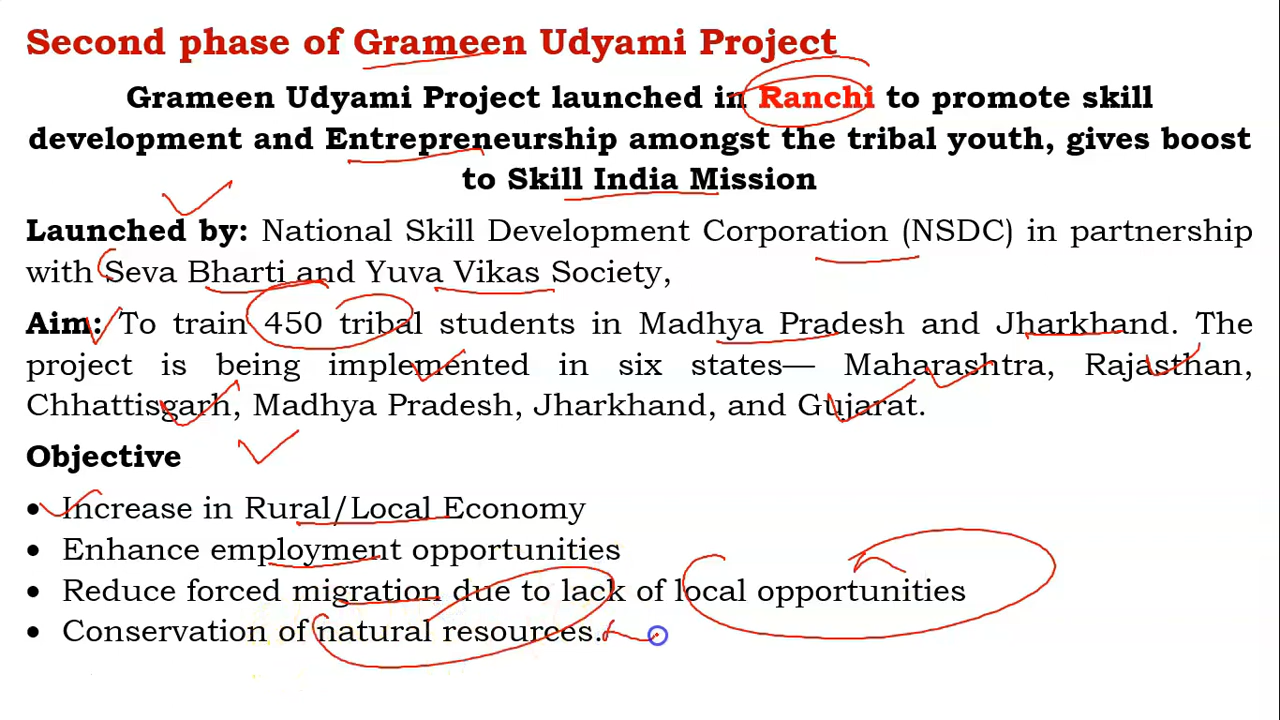 Second phase of Grameen Udyami Project
Grameen Udyami Project launched in Ranchi to promote skill
development and Entrepreneurship amongst the tribal youth, gives boost
to Skill India Mission
Launched by: National Skill Development Corporation (NSDC) in partnership
with Seva Bharti and Yuva Vikas Society,
Aim: To train 450 tribal students in Madhya Pradesh and Jharkhand. The
project is being implemented in six states— Maharashtra, Rajasthan,
Chhattisgarh, Madhya Pradesh, Jharkhand, and Gujarat.
Objective
• Increase in Rural/Local Economy
• Enhance employment opportunities
• Reduce forced migration due to lack of local opportunities
• Conservation of natural resources.